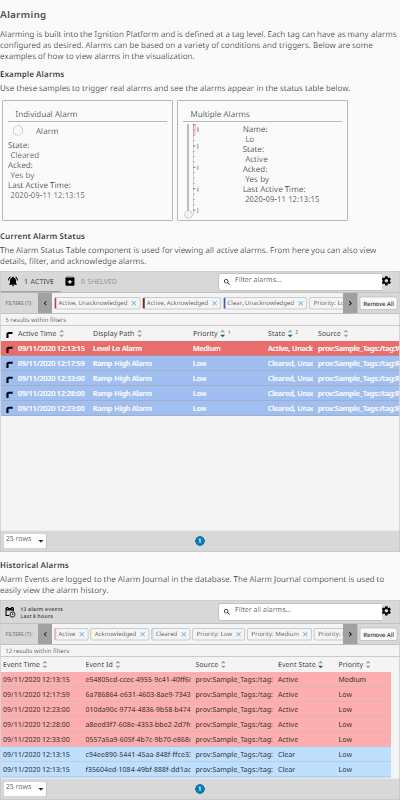 Alarming
Alarming is built into the Ignition Platform and is defined at a tag level. Each tag can have as many alarms
configured as desired. Alarms can be based on a variety of conditions and triggers. Below are some
examples of how to view alarms in the visualization.
Example Alarms
Use these samples to trigger real alarms and see the alarms appear in the status table below.
Individual Alarm
Alarm
State:
Cleared
Acked:
Yes by
Last Active Time:
2020-09-11 12:13:15
Multiple Alarms
Name:
Lo
State:
Active
Acked:
Yes by
Last Active Time:
2020-09-11 12:13:15
Current Alarm Status
The Alarm Status Table component is used for viewing all active alarms. From here you can also view
details, filter, and acknowledge alarms.
1 ACTIVE 0 SHELVED Filter alarms...
FILTERS (7): Active, Unacknowledged Active, Acknowledged Clear, Unacknowledged Priority: Lo Remove All
5 results within filters
Active Time Display Path Priority 1 State 2 Source
09/11/2020 12:13:15 Level Lo Alarm Medium Active, Unack prov:Sample_Tags:/tag:
09/11/2020 12:17:59 Ramp High Alarm Low Cleared, Unac prov:Sample_Tags:/tag:R
09/11/2020 12:33:00 Ramp High Alarm Low Cleared, Unac prov:Sample_Tags:/tag:R
09/11/2020 12:28:00 Ramp High Alarm Low Cleared, Unac prov:Sample_Tags:/tag:R
09/11/2020 12:23:00 Ramp High Alarm Low Cleared, Unac prov:Sample_Tags:/tag:R
25 rows 1
Historical Alarms
Alarm Events are logged to the Alarm Journal in the database. The Alarm Journal component is used to
easily view the alarm history.
12 alarm events
Last 8 hours
Filter all alarms...
FILTERS (7): Active Acknowledged Cleared Priority: Low Priority: Medium Priority: Remove All
12 results within filters
Event Time Event Id Source Event State Priority
09/11/2020 12:13:15 e54805cd-ccec-4955-9c41-40ff6 prov:Sample_Tags:/tag: Active Medium
09/11/2020 12:17:59 6a786864-e631-4603-8ae9-7343 prov:Sample_Tags:/tag: Active Low
09/11/2020 12:23:00 010da90c-9774-4836-9b58-b474 prov:Sample_Tags:/tag: Active Low
09/11/2020 12:28:00 a8eed3f7-608e-4353-bbe2-2d7f prov:Sample_Tags:/tag: Active Low
09/11/2020 12:33:00 0557a5a9-605f-4b7c-9b70-e868 prov:Sample_Tags:/tag: Active Low
09/11/2020 12:13:15 c94ee890-5441-45aa-848f-ffce3 prov:Sample_Tags:/tag: Clear Low
09/11/2020 12:13:15 f35604ed-1084-49bf-888f-dd1ac prov:Sample_Tags:/tag: Clear Low
25 rows 1